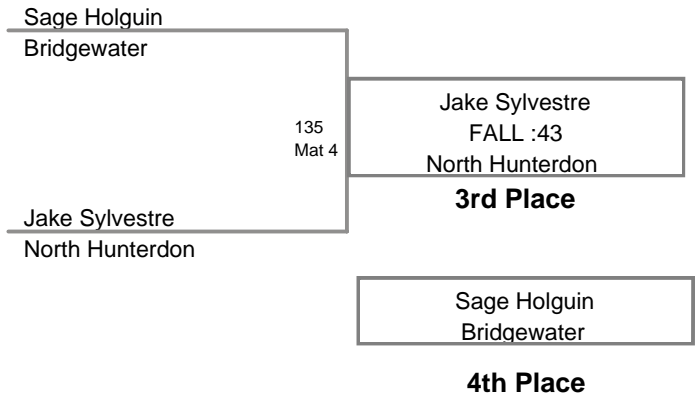 Sage Holguin
Bridgewater
135
Mat 4
Jake Sylvestre
FALL :43
North Hunterdon
3rd Place
Jake Sylvestre
North Hunterdon
Sage Holguin
Bridgewater
4th Place